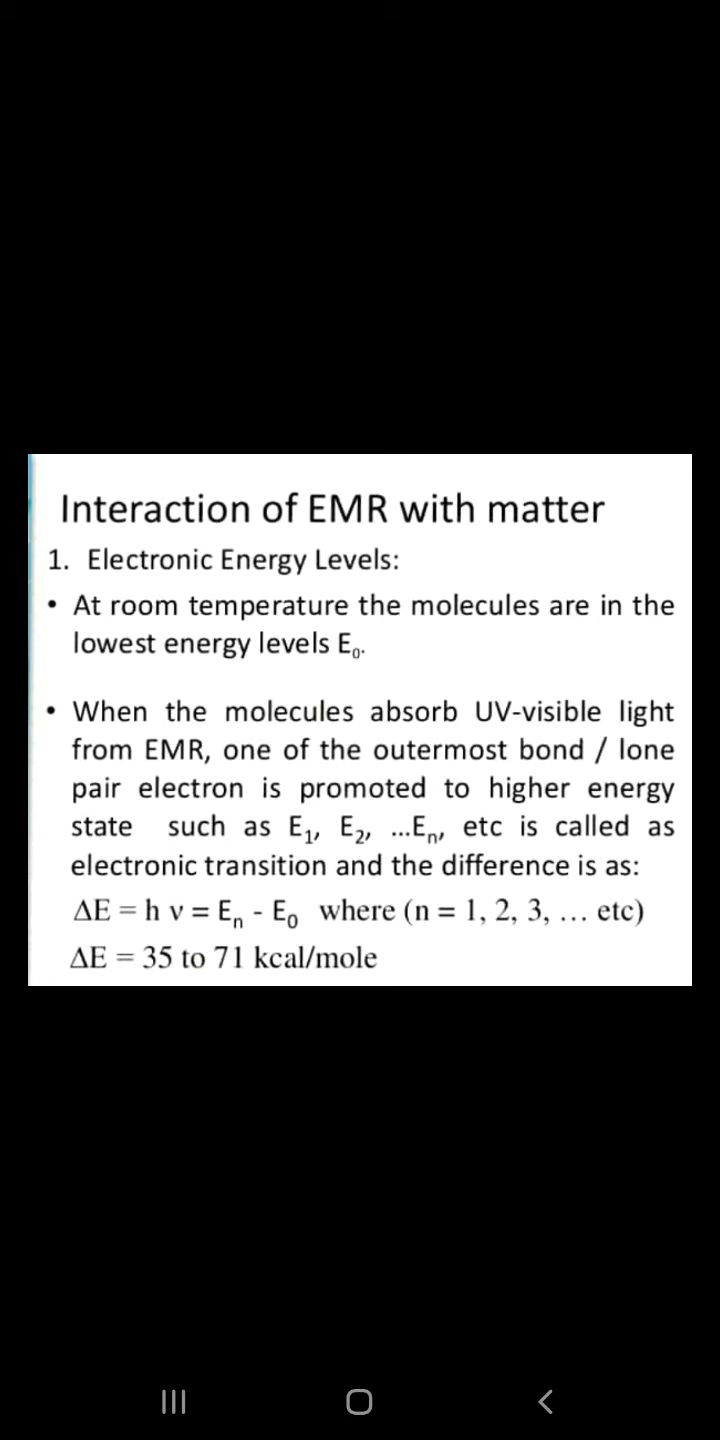 Interaction of EMR with matter
1. Electronic Energy Levels:
• At room temperature the molecules are in the
lowest energy levels E₀.
• When the molecules absorb UV-visible light
from EMR, one of the outermost bond / lone
pair electron is promoted to higher energy
state such as E₁, E₂, ...Eₙ, etc is called as
electronic transition and the difference is as:
ΔE = h ν = Eₙ - E₀ where (n = 1, 2, 3, … etc)
ΔE = 35 to 71 kcal/mole